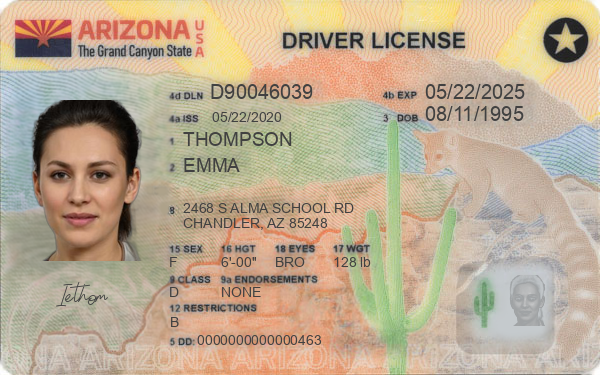 ARIZONA USA
The Grand Canyon State
DRIVER LICENSE
4d DLN D90046039 4b EXP 05/22/2025
4a ISS 05/22/2020 3 DOB 08/11/1995
1 THOMPSON
2 EMMA
8 2468 S ALMA SCHOOL RD
CHANDLER, AZ 85248
15 SEX 16 HGT 18 EYES 17 WGT
F 6'-00" BRO 128 lb
9 CLASS 9a ENDORSEMENTS
D NONE
12 RESTRICTIONS
B
5 DD: 0000000000000463
ARIZONA ARIZONA ARIZONA ARIZONA